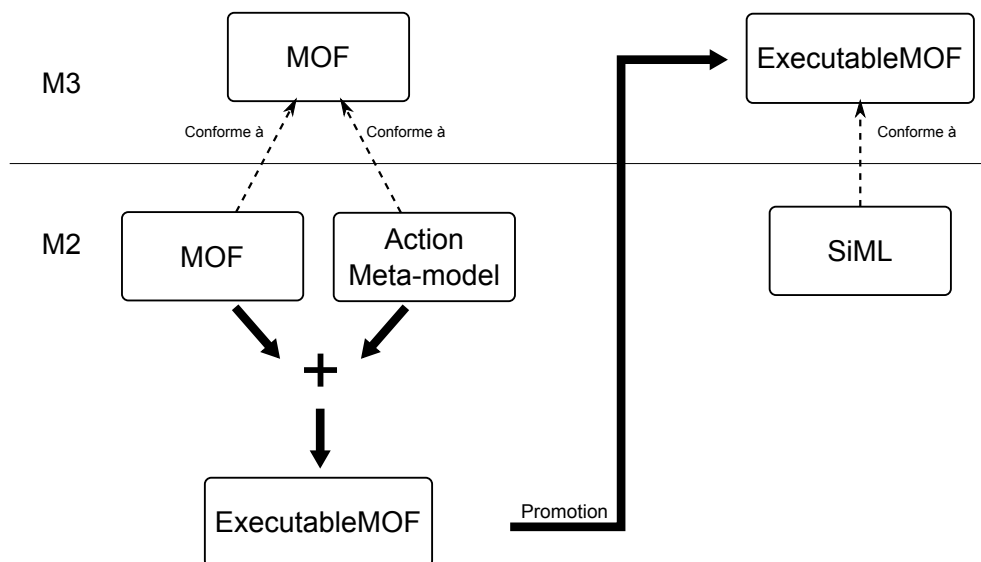 M3
MOF
ExecutableMOF
Conforme à
Conforme à
Conforme à
M2
MOF
Action
Meta-model
SiML
+
ExecutableMOF
Promotion